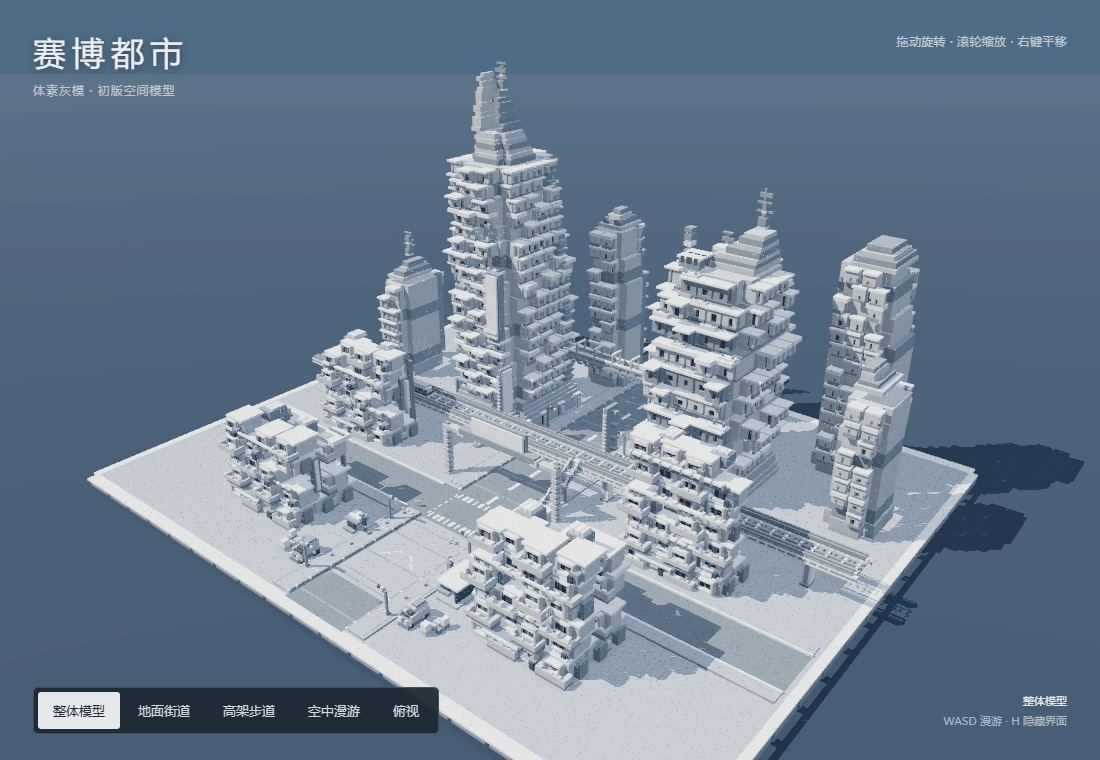 赛博都市
体素灰模 · 初版空间模型
拖动旋转 · 滚轮缩放 · 右键平移
整体模型 地面街道 高架步道 空中漫游 俯视
整体模型
WASD 漫游 · H 隐藏界面